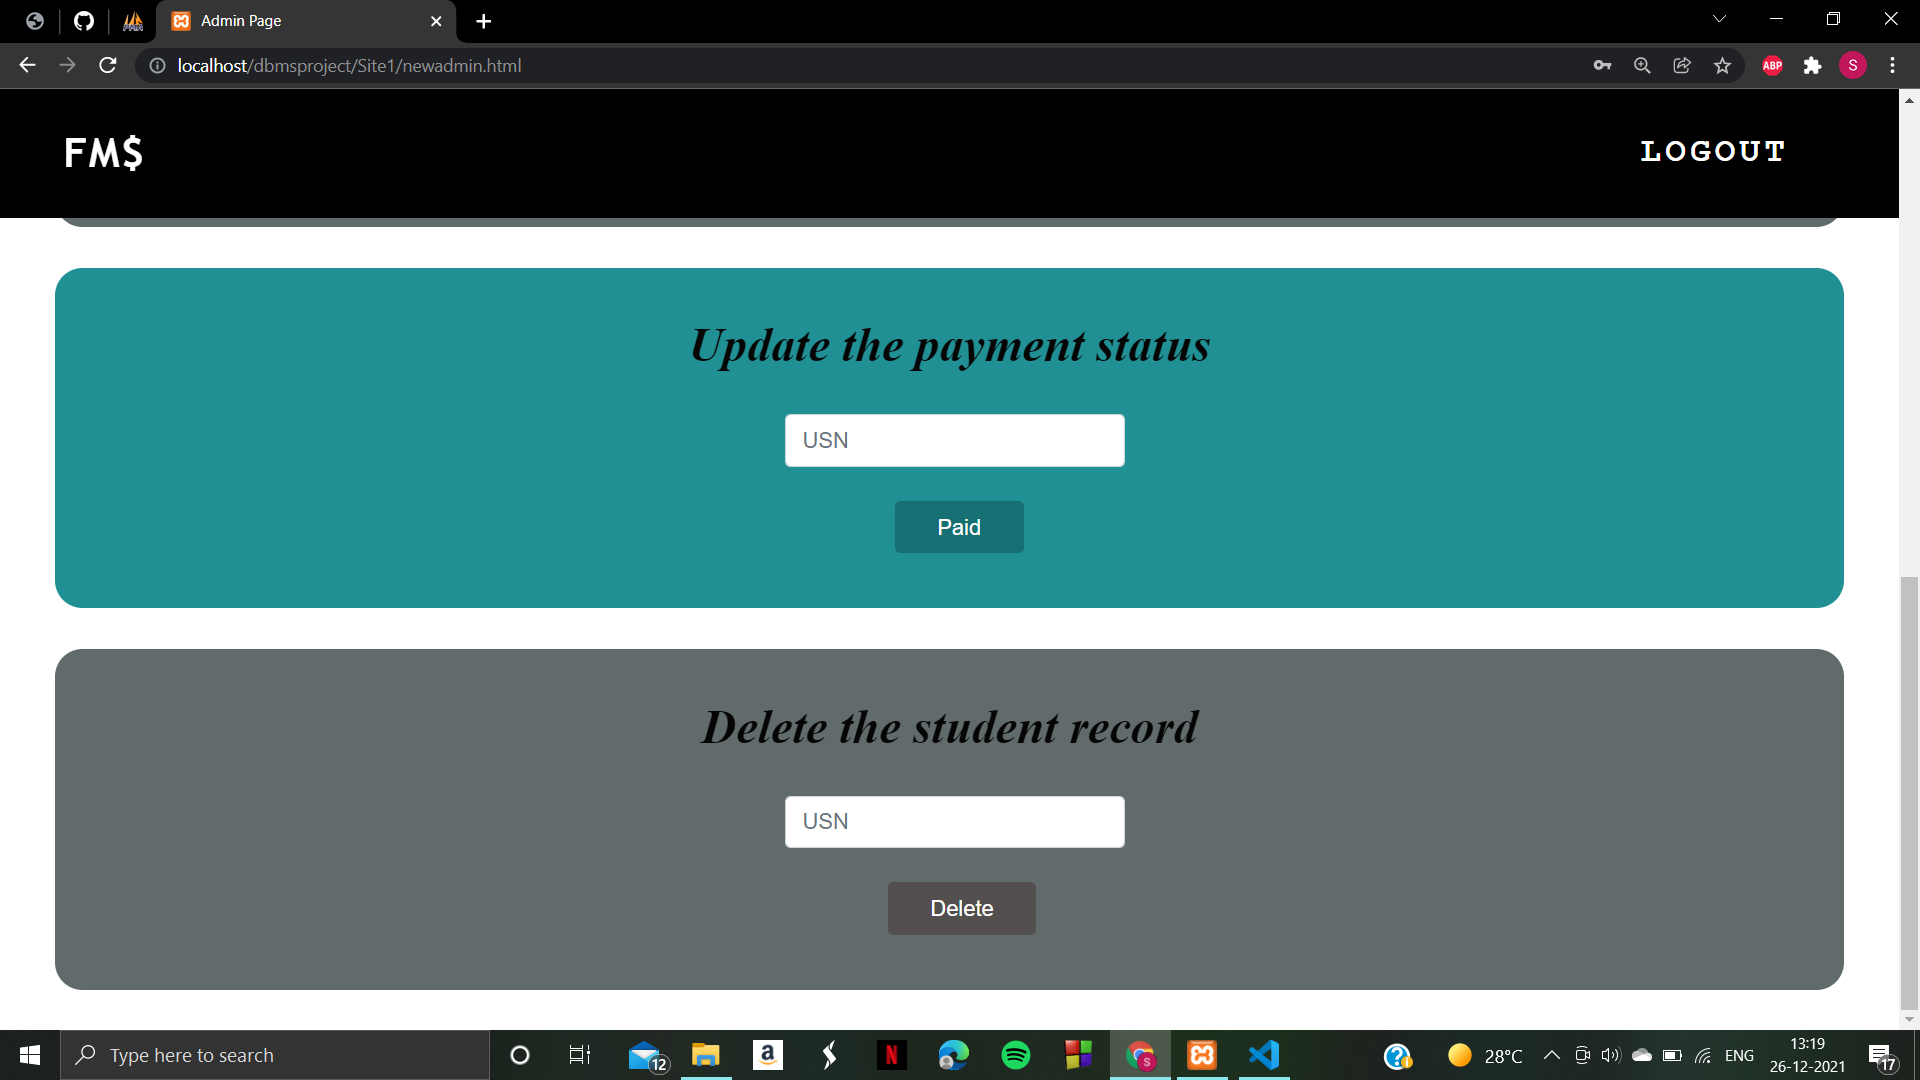 Admin Page
localhost/dbmsproject/Site1/newadmin.html
ABP
S
FM$
LOGOUT
Update the payment status
USN
Paid
Delete the student record
USN
Delete
Type here to search
12
a
N
S
28°C
ENG
13:19
26-12-2021
17